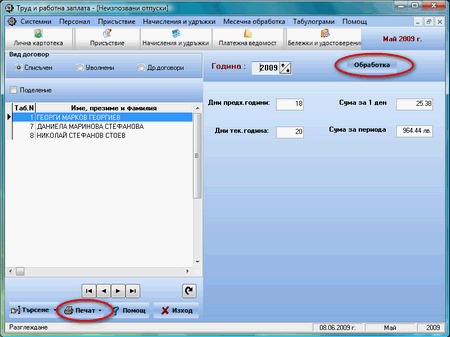 Труд и работна заплата - [Неизползвани отпуски]
Системни Персонал Присъствие Начисления и удръжки Месечна обработка Табулограми Помощ
Лична картотека Присъствие Начисления и удръжки Платежна ведомост Бележки и удостоверени Май 2009 г.
Вид договор
Списъчен Уволнени Др.договори
Година : 2009 Обработка
Поделение
Таб.N Име, презиме и фамилия
1 ГЕОРГИ МАРКОВ ГЕОРГИЕВ
7 ДАНИЕЛА МАРИНОВА СТЕФАНОВА
8 НИКОЛАЙ СТЕФАНОВ СТОЕВ
Дни предх.години: 18 Сума за 1 ден 25.38
Дни тек.година: 20 Сума за периода 964.44 лв.
Търсене Печат ? Помощ Изход
Разглеждане 08.06.2009 г. Май 2009